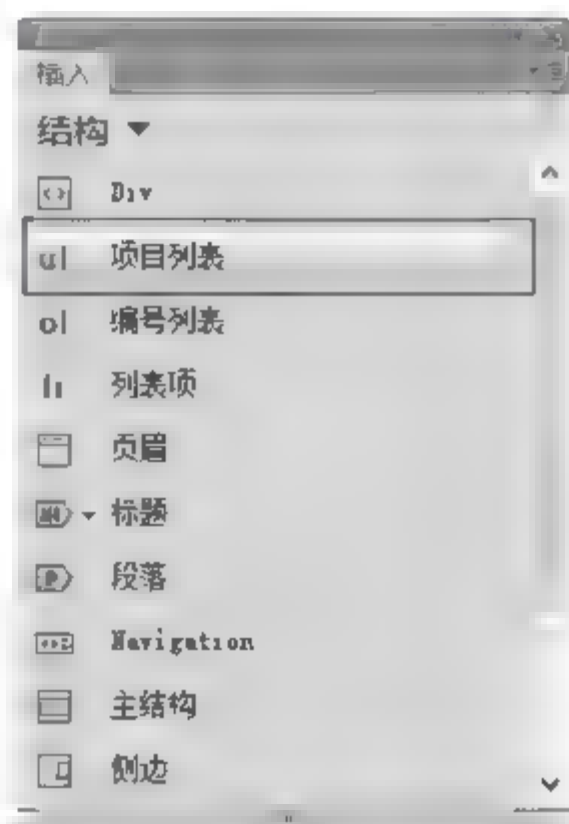 插入
结构
Div
ul 项目列表
ol 编号列表
li 列表项
页眉
标题
段落
Navigation
主结构
侧边